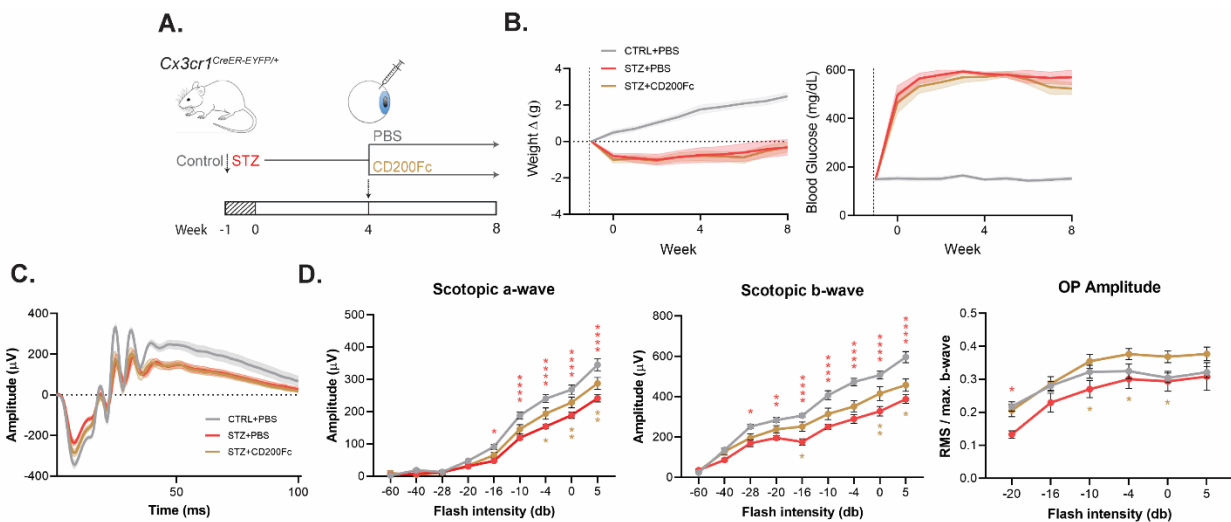 A.
Cx3cr1CreER-EYFP/+
Control
STZ
PBS
CD200Fc
Week
-1
0
4
8
B.
CTRL+PBS
STZ+PBS
STZ+CD200Fc
Weight Δ (g)
4
2
0
-2
-4
0
4
8
Week
Blood Glucose (mg/dL)
600
400
200
0
0
4
8
Week
C.
Amplitude (µV)
400
200
0
-200
-400
50
100
Time (ms)
CTRL+PBS
STZ+PBS
STZ+CD200Fc
D.
Scotopic a-wave
Amplitude (µV)
400
300
200
100
0
*
****
****
****
****
*
**
**
-60 -40 -28 -20 -16 -10 -4 0 5
Flash intensity (db)
Scotopic b-wave
Amplitude (µV)
800
600
400
200
0
*
**
***
****
****
****
****
*
**
*
-60 -40 -28 -20 -16 -10 -4 0 5
Flash intensity (db)
OP Amplitude
RMS / max. b-wave
0.4
0.3
0.2
0.1
0.0
*
*
*
*
-20 -16 -10 -4 0 5
Flash intensity (db)